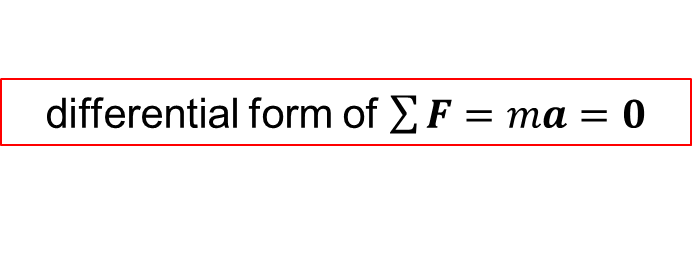 differential form of ∑ 𝑭 = 𝑚𝒂 = 𝟎